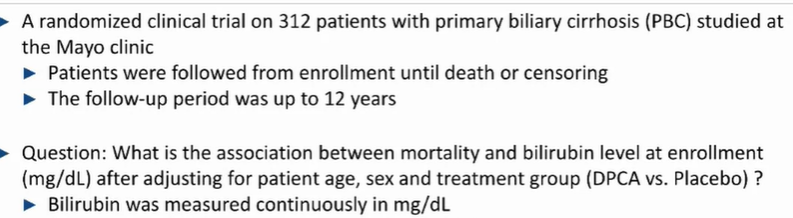 ► A randomized clinical trial on 312 patients with primary biliary cirrhosis (PBC) studied at
the Mayo clinic
► Patients were followed from enrollment until death or censoring
► The follow-up period was up to 12 years
► Question: What is the association between mortality and bilirubin level at enrollment
(mg/dL) after adjusting for patient age, sex and treatment group (DPCA vs. Placebo) ?
► Bilirubin was measured continuously in mg/dL